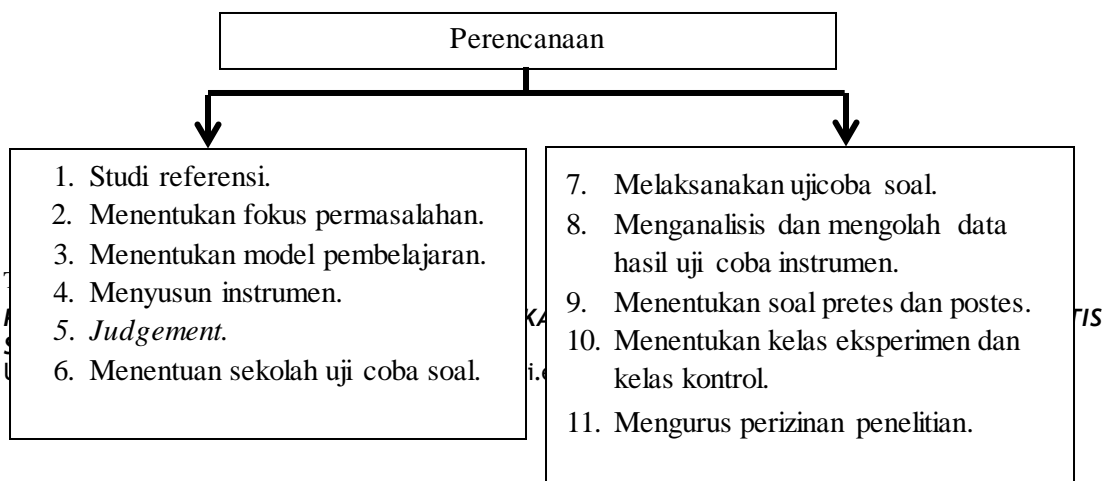 Perencanaan
1. Studi referensi.
2. Menentukan fokus permasalahan.
3. Menentukan model pembelajaran.
4. Menyusun instrumen.
5. Judgement.
6. Menentuan sekolah uji coba soal.
7. Melaksanakan ujicoba soal.
8. Menganalisis dan mengolah data
hasil uji coba instrumen.
9. Menentukan soal pretes dan postes.
10. Menentukan kelas eksperimen dan
kelas kontrol.
11. Mengurus perizinan penelitian.